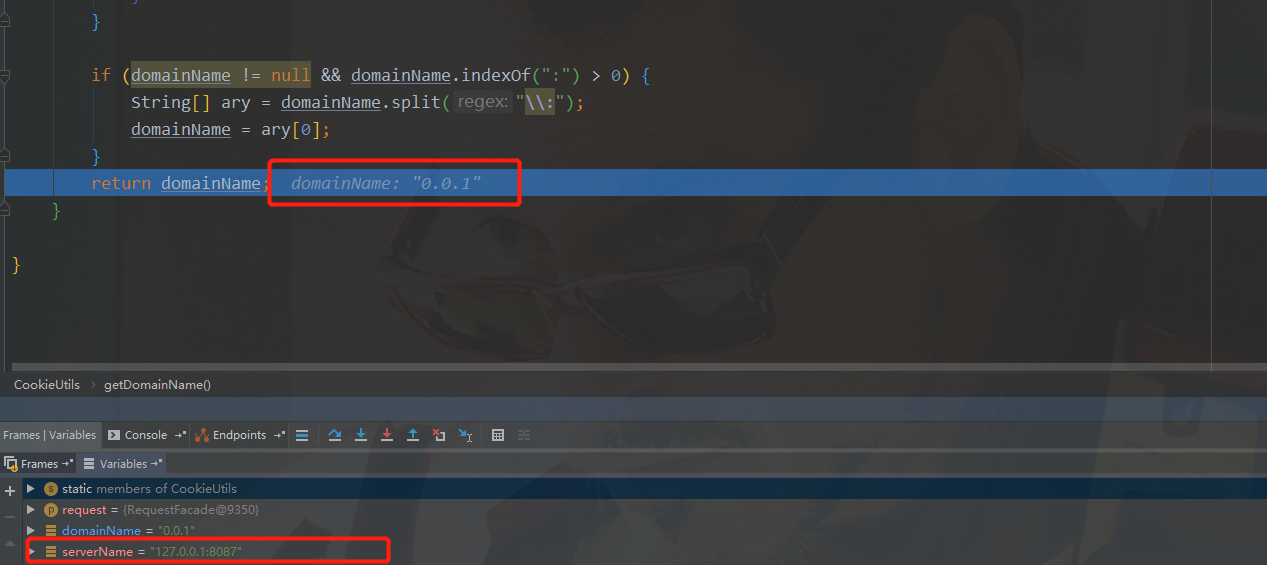 }
if (domainName != null && domainName.indexOf(":") > 0) {
String[] ary = domainName.split( regex: "\\:");
domainName = ary[0];
}
return domainName; domainName: "0.0.1"
}
}
CookieUtils › getDomainName()
Frames | Variables Console Endpoints
Frames Variables
static members of CookieUtils
request = {RequestFacade@9350}
domainName = "0.0.1"
serverName = "127.0.0.1:8087"